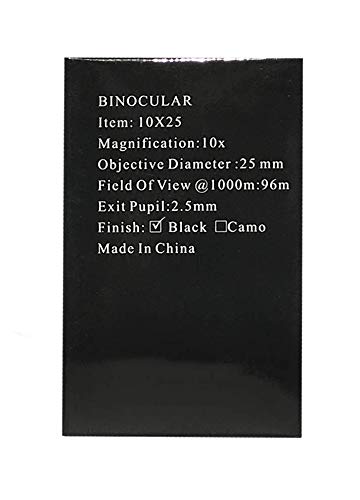 BINOCULAR
Item: 10X25
Magnification:10x
Objective Diameter :25 mm
Field Of View @1000m:96m
Exit Pupil:2.5mm
Finish: ☑ Black ☐Camo
Made In China